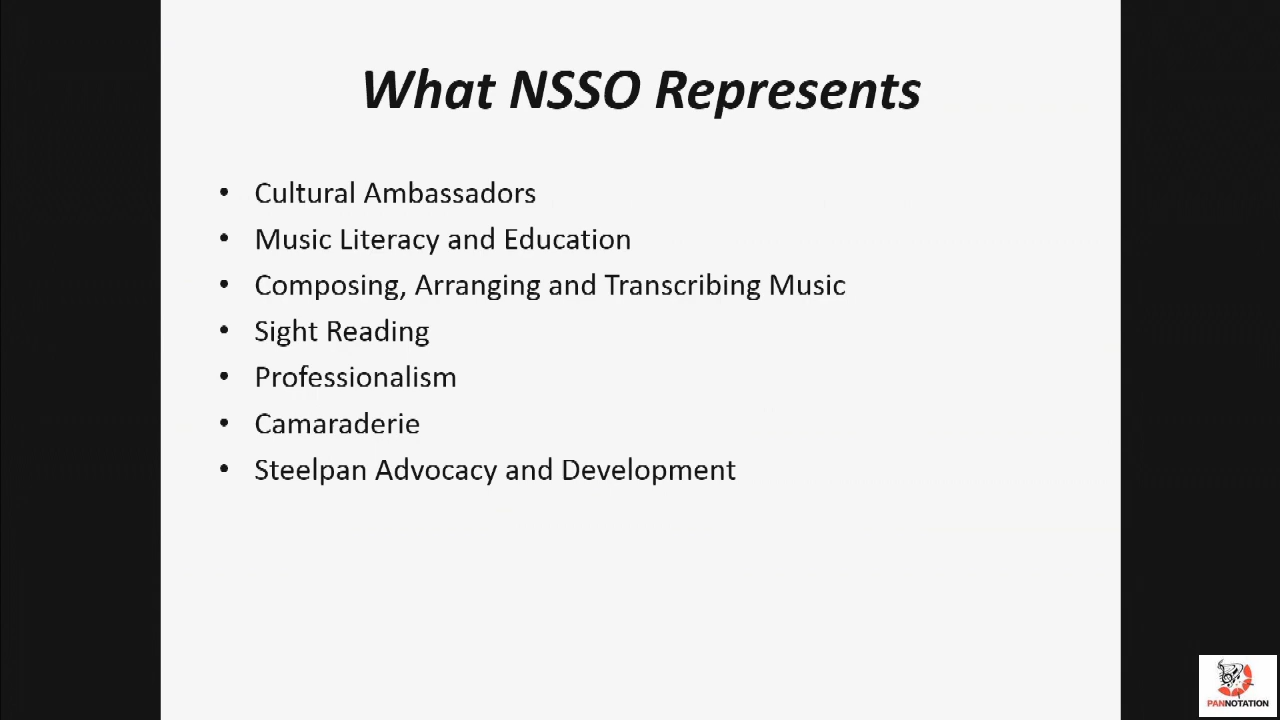 What NSSO Represents
• Cultural Ambassadors
• Music Literacy and Education
• Composing, Arranging and Transcribing Music
• Sight Reading
• Professionalism
• Camaraderie
• Steelpan Advocacy and Development
PANNOTATION